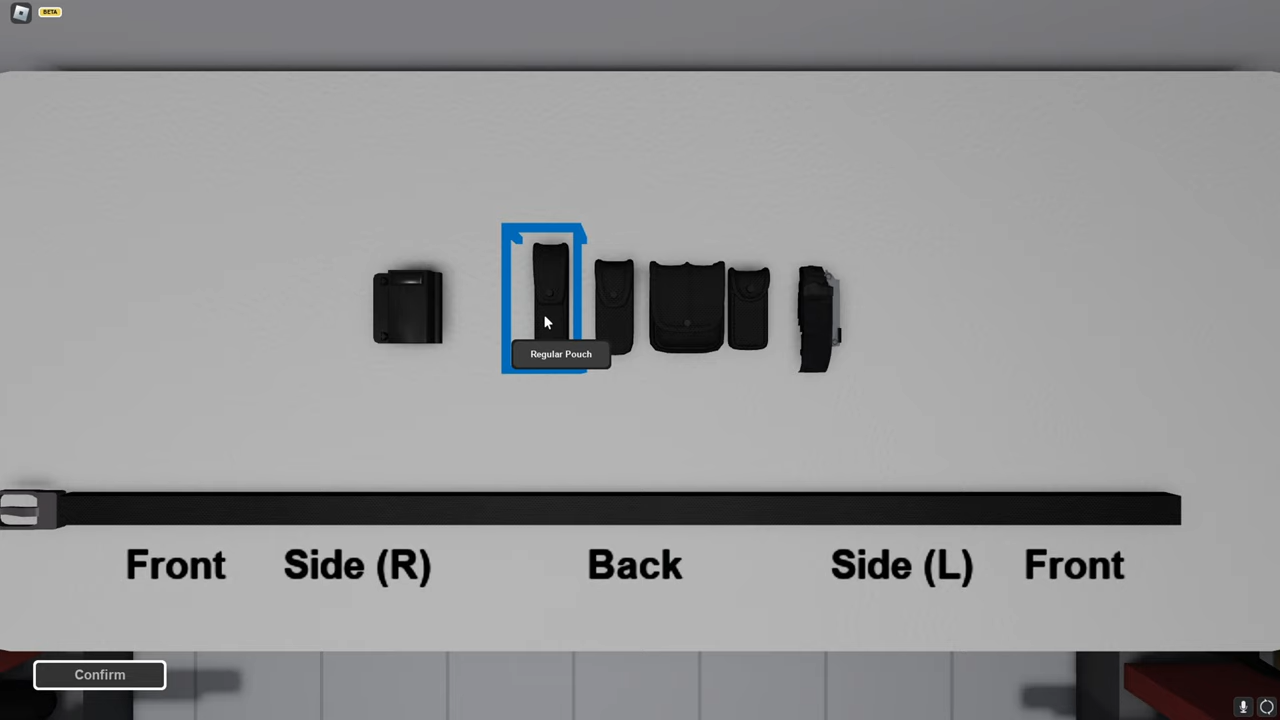 BETA
Regular Pouch
Front Side (R) Back Side (L) Front
Confirm